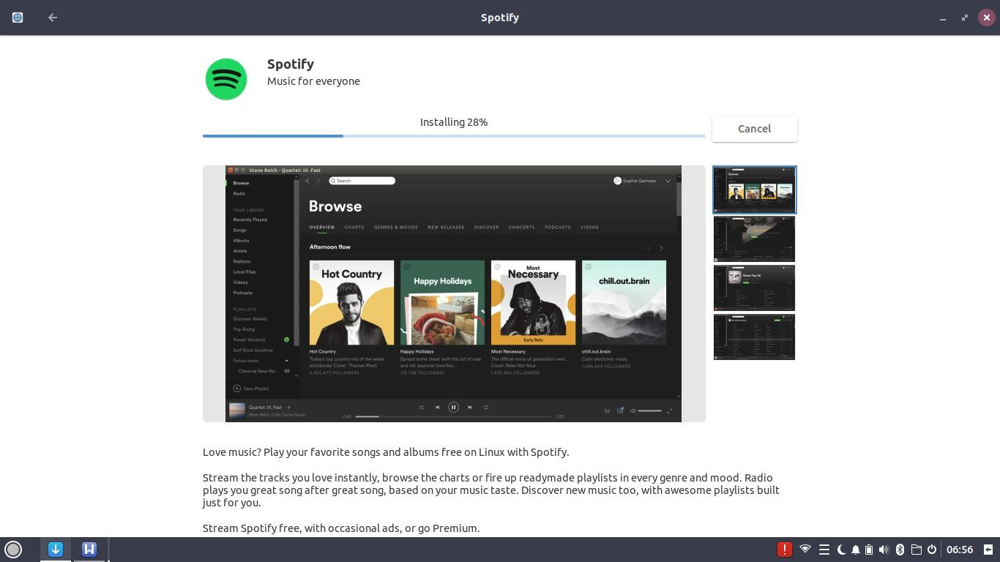 Spotify
Spotify
Music for everyone
Installing 28%
Cancel
Steve Reich - Quartet: III. Fast
Browse
Radio
YOUR LIBRARY
Recently Played
Songs
Albums
Artists
Stations
Local Files
Videos
Podcasts
PLAYLISTS
Discover Weekly
Pop Rising
Power Workout
Surf Rock Sunshine
Focus music
Classical New Rel...
New Playlist
Search
Sophie Germain
Browse
OVERVIEW CHARTS GENRES & MOODS NEW RELEASES DISCOVER CONCERTS PODCASTS VIDEOS
Afternoon flow
Hot Country
Happy Holidays
Most Necessary
Early Bets
chill.out.brain
Hot Country
Today's top country hits of the week
worldwide! Cover: Thomas Rhett
4,300,877 FOLLOWERS
Happy Holidays
Spread some cheer with this list of new
and old seasonal favorites.
176,736 FOLLOWERS
Most Necessary
The official voice of generation next ...
Cover: Baka Not Nice
1,476,966 FOLLOWERS
chill.out.brain
Calm electronic music
1,085,659 FOLLOWERS
Quartet: III. Fast
Steve Reich, Colin Currie Group
0:42
5:53
Browse
Global Top 50
Love music? Play your favorite songs and albums free on Linux with Spotify.
Stream the tracks you love instantly, browse the charts or fire up readymade playlists in every genre and mood. Radio
plays you great song after great song, based on your music taste. Discover new music too, with awesome playlists built
just for you.
Stream Spotify free, with occasional ads, or go Premium.
W
06:56